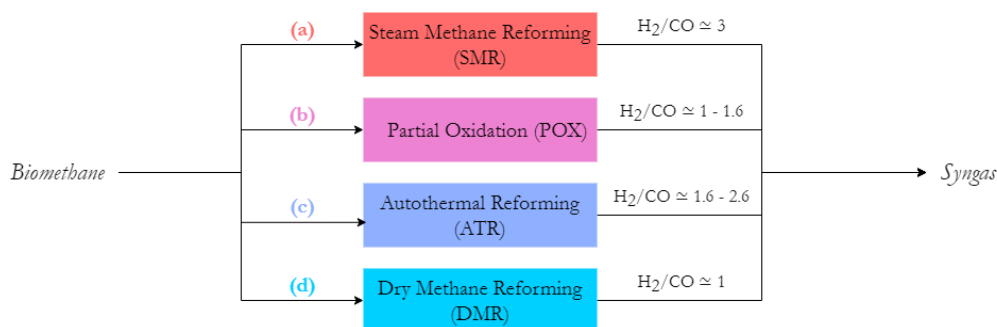 (a)
Steam Methane Reforming
(SMR)
H2/CO ≃ 3
(b)
Partial Oxidation (POX)
H2/CO ≃ 1 - 1.6
Biomethane
Syngas
(c)
Autothermal Reforming
(ATR)
H2/CO ≃ 1.6 - 2.6
(d)
Dry Methane Reforming
(DMR)
H2/CO ≃ 1